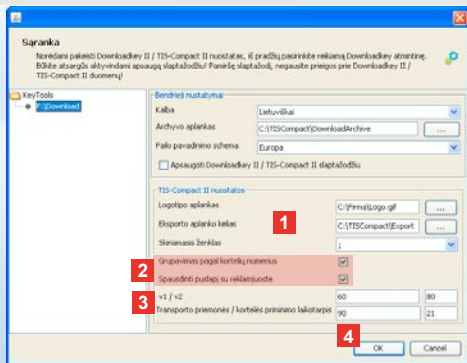 Sąranka
Norėdami pakeisti Downloadkey II / TIS-Compact II nuostatas, iš pradžių pasirinkite reikiamą Downloadkey atmintinę.
Būkite atsargūs aktyvindami apsaugą slaptažodžiu! Pamiršę slaptažodį, negausite prieigos prie Downloadkey II /
TIS-Compact II duomenų!
KeyTools
F:\Download
Bendrieji nustatymai
Kalba
Lietuviškai
Archyvo aplankas
C:\TISCompact\DownloadArchive
...
Failo pavadinimo schema
Europa
Apsaugoti Downloadkey II / TIS-Compact II slaptažodžiu
TIS-Compact II nuostatos
Logotipo aplankas
C:\Firma\Logo.gif
...
Eksporto aplanko kelias
C:\TISCompact\Export
...
1
Skiriamasis ženklas
;
2
Grupavimas pagal kortelių numerius
Spausdinti puslapį su reklamjuoste
3
v1 / v2
60
80
Transporto priemonės / kortelės priminimo laikotarpis
90
21
4
OK
Cancel